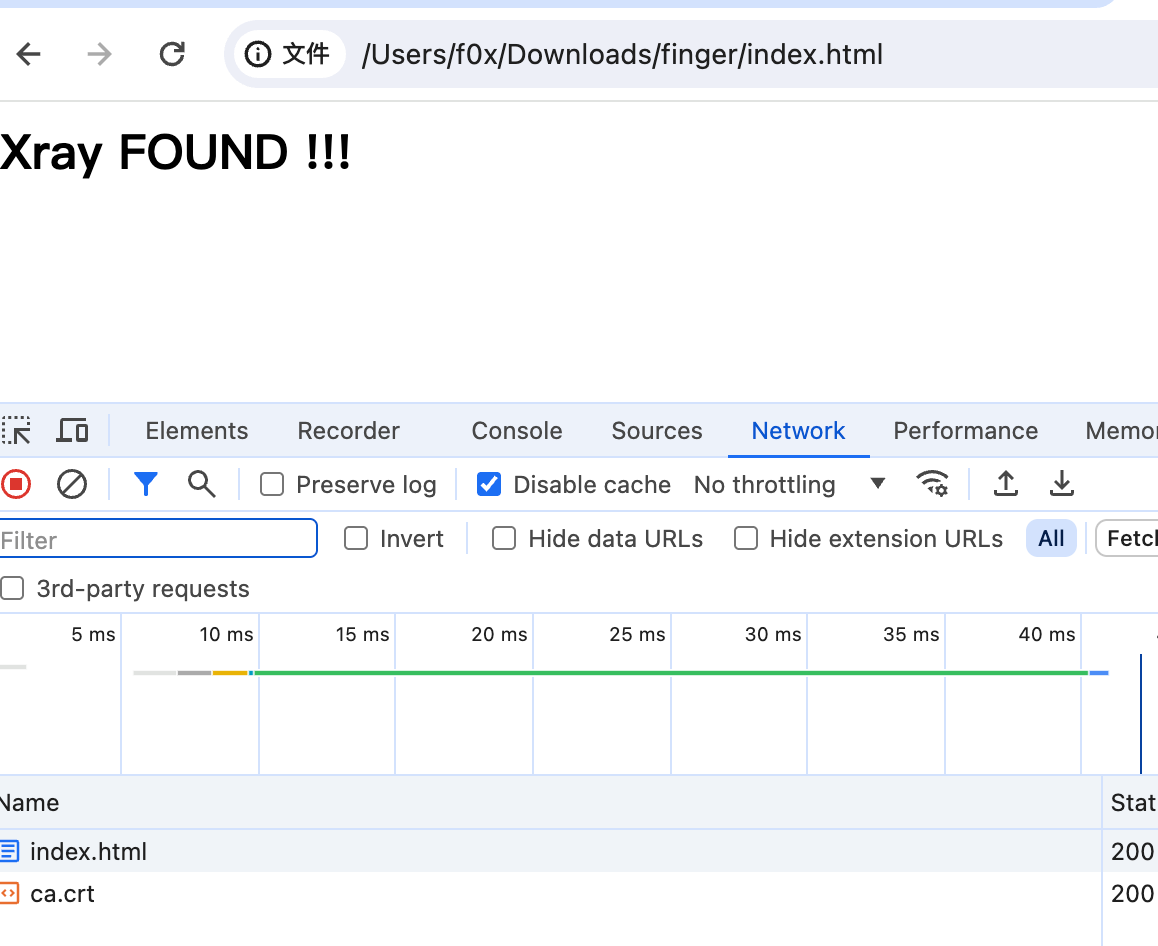 文件 /Users/f0x/Downloads/finger/index.html
Xray FOUND !!!
Elements Recorder Console Sources Network Performance Memor
Preserve log Disable cache No throttling
Filter Invert Hide data URLs Hide extension URLs All Fetch
3rd-party requests
5 ms 10 ms 15 ms 20 ms 25 ms 30 ms 35 ms 40 ms
Name Stat
index.html 200
ca.crt 200